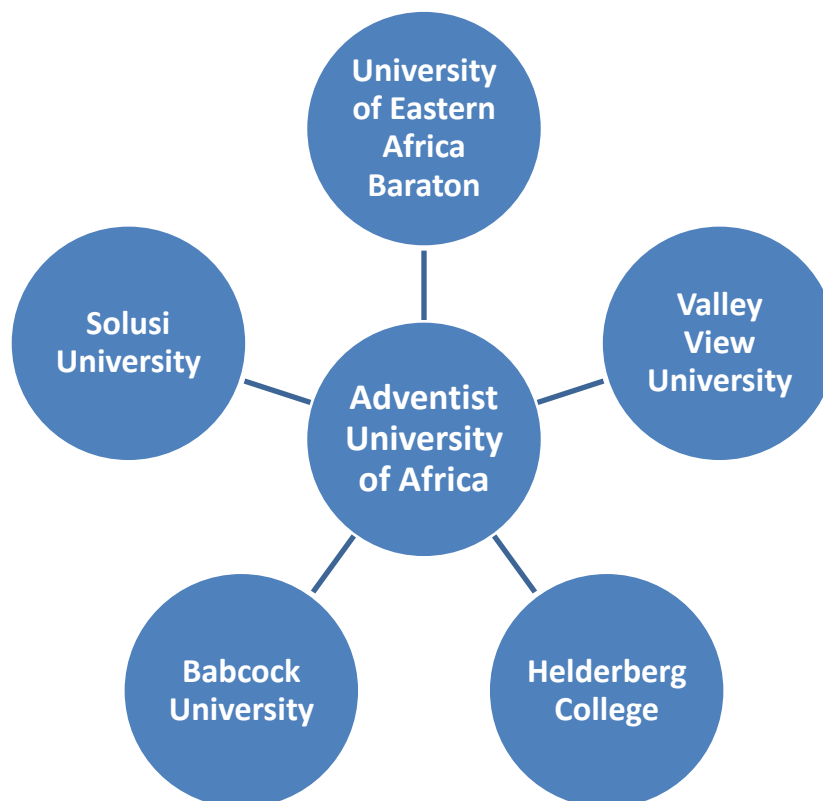 University
of Eastern
Africa
Baraton
Solusi
University
Valley
View
University
Adventist
University
of Africa
Babcock
University
Helderberg
College